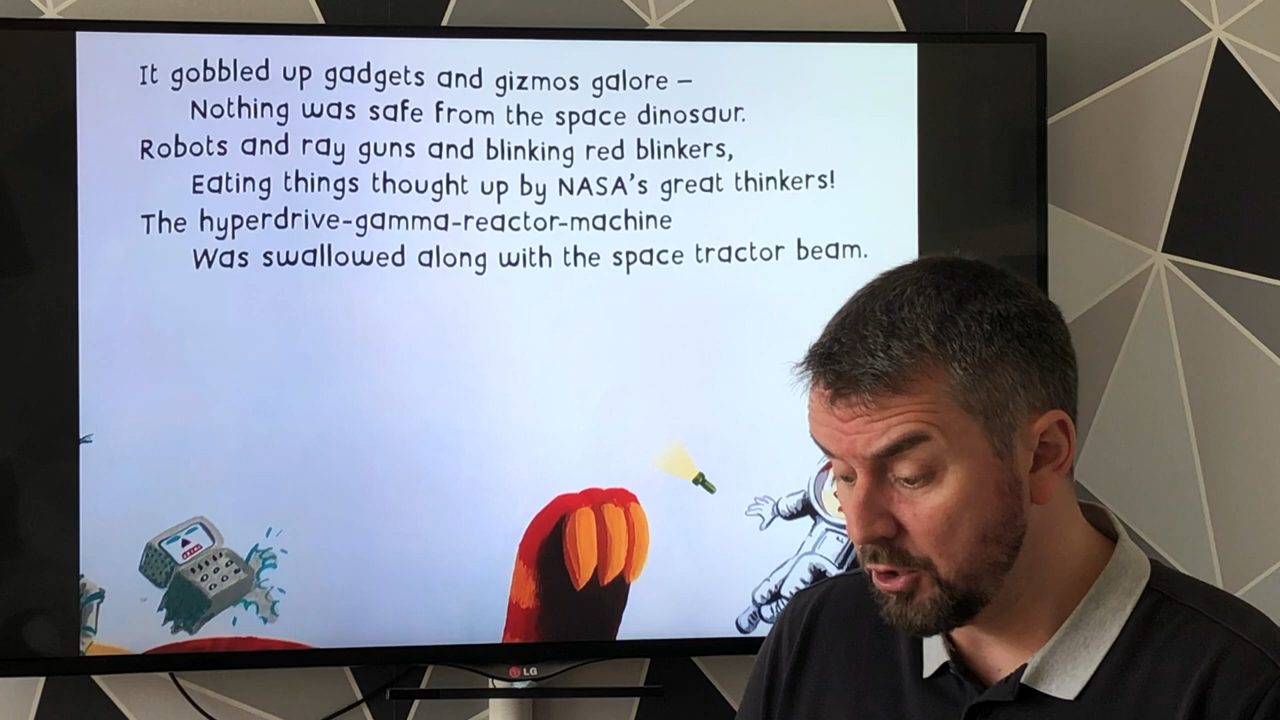 It gobbled up gadgets and gizmos galore –
Nothing was safe from the space dinosaur.
Robots and ray guns and blinking red blinkers,
Eating things thought up by NASA's great thinkers!
The hyperdrive-gamma-reactor-machine
Was swallowed along with the space tractor beam.
LG